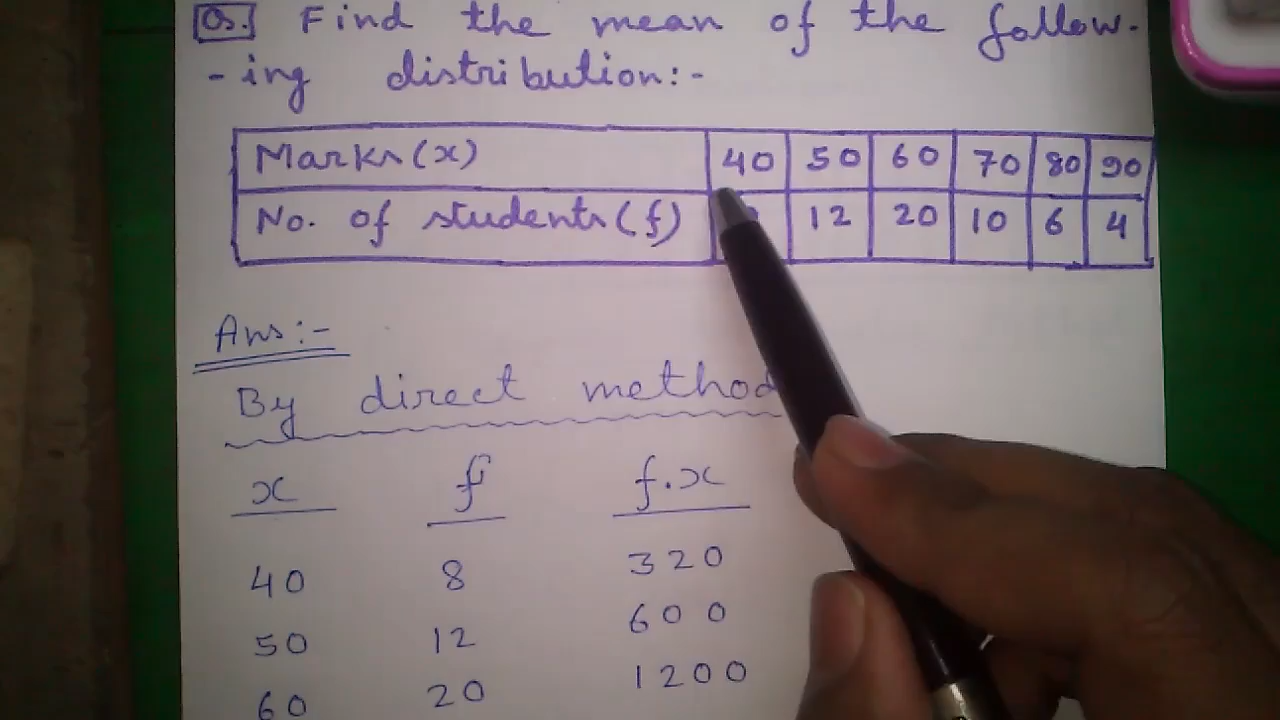 Qs. Find the mean of the follow-
-ing distribution:-
Marks(x) 40 50 60 70 80 90
No. of students(f) 12 20 10 6 4
Ans:-
By direct method
x f f.x
40 8 320
50 12 600
60 20 1200